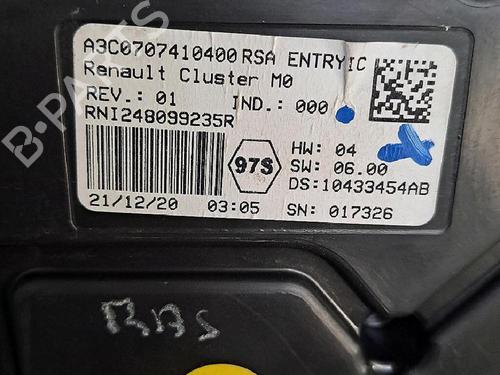 A3C0707410400 RSA ENTRYIC
Renault Cluster M0
REV.: 01 IND.: 000
RNI248099235R
97S
HW: 04
SW: 06.00
DS:10433454AB
21/12/20 03:05 SN: 017326
B-PARTS